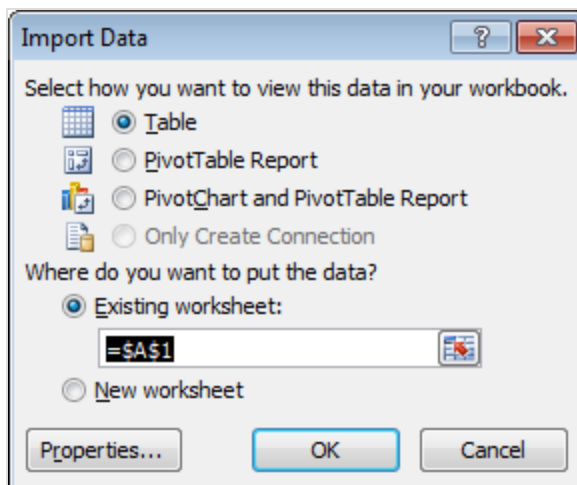 Import Data
Select how you want to view this data in your workbook.
Table
PivotTable Report
PivotChart and PivotTable Report
Only Create Connection
Where do you want to put the data?
Existing worksheet:
=$A$1
New worksheet
Properties... OK Cancel